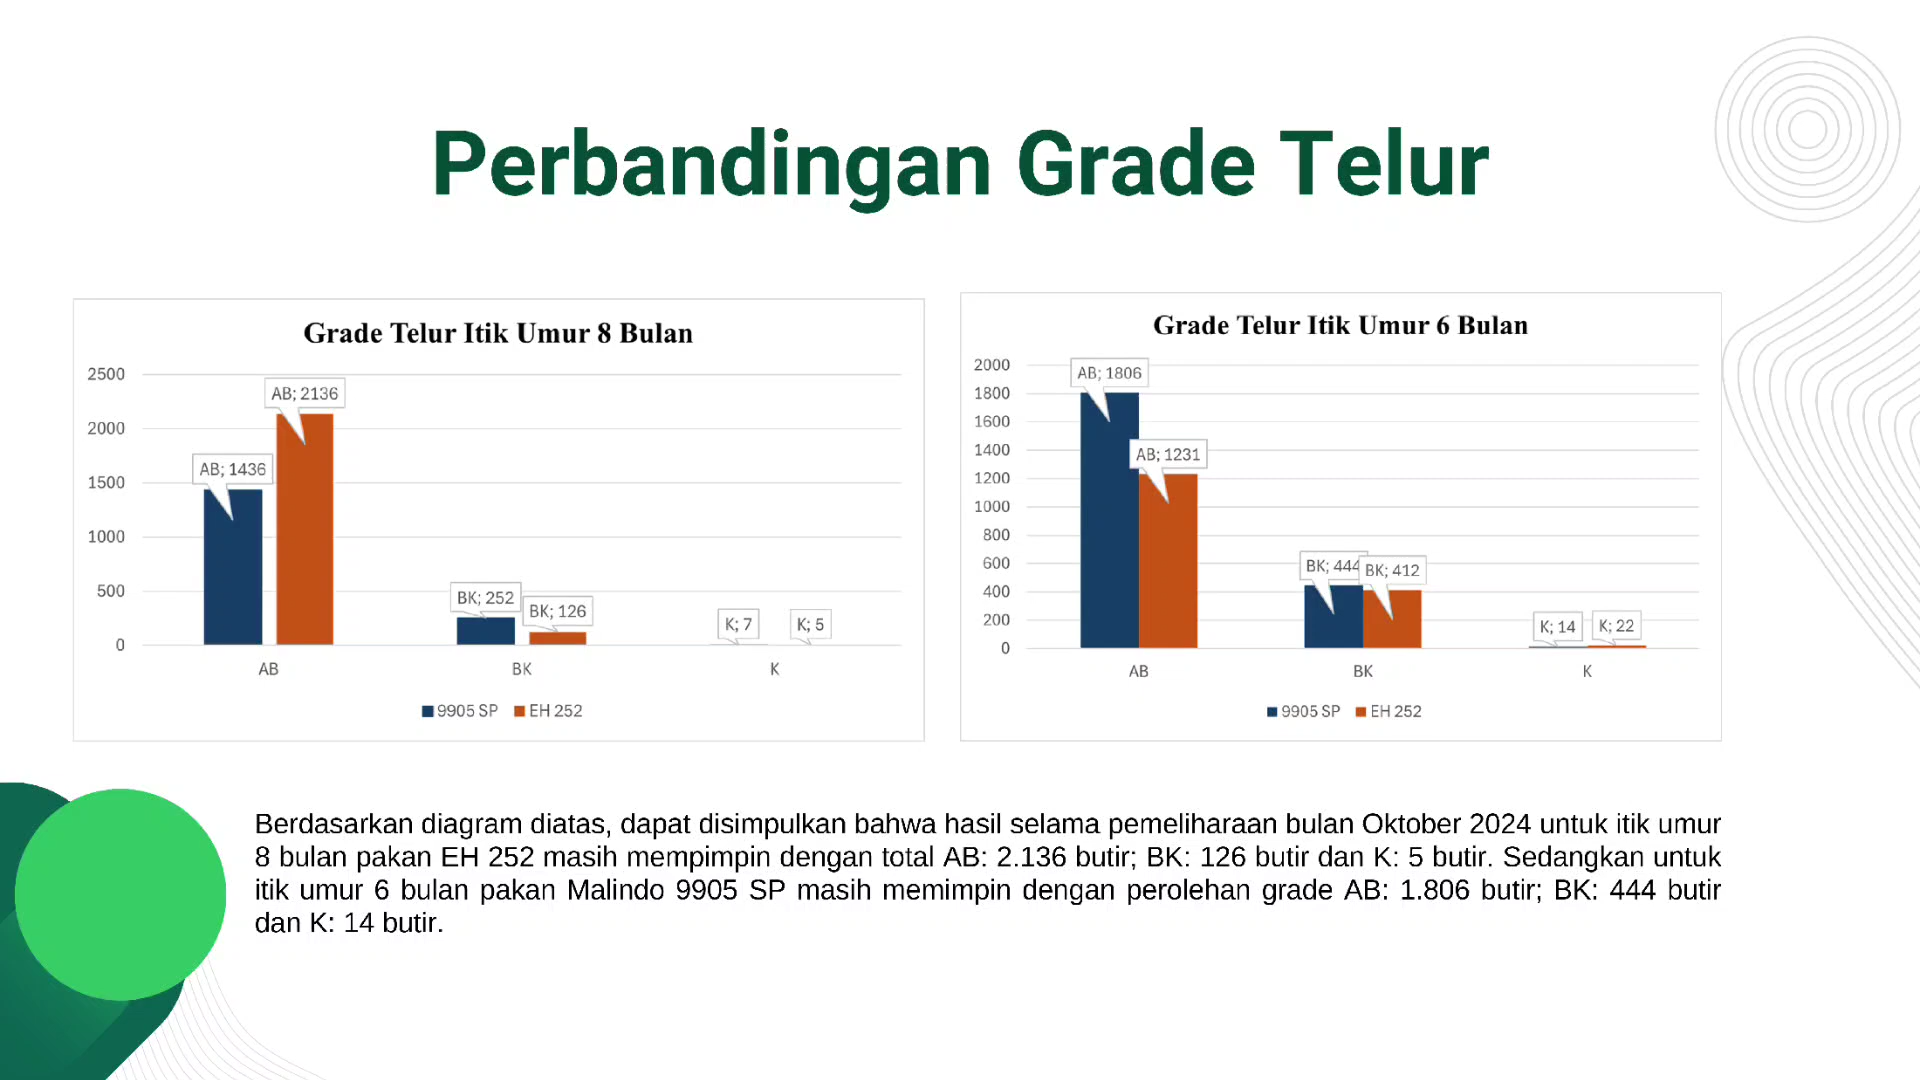 Perbandingan Grade Telur
Grade Telur Itik Umur 8 Bulan
2500
2000
1500
1000
500
0
AB; 1436
AB; 2136
BK; 252
BK; 126
K; 7
K; 5
AB
BK
K
9905 SP
EH 252
Grade Telur Itik Umur 6 Bulan
2000
1800
1600
1400
1200
1000
800
600
400
200
0
AB; 1806
AB; 1231
BK; 444
BK; 412
K; 14
K; 22
AB
BK
K
9905 SP
EH 252
Berdasarkan diagram diatas, dapat disimpulkan bahwa hasil selama pemeliharaan bulan Oktober 2024 untuk itik umur
8 bulan pakan EH 252 masih mempimpin dengan total AB: 2.136 butir; BK: 126 butir dan K: 5 butir. Sedangkan untuk
itik umur 6 bulan pakan Malindo 9905 SP masih memimpin dengan perolehan grade AB: 1.806 butir; BK: 444 butir
dan K: 14 butir.